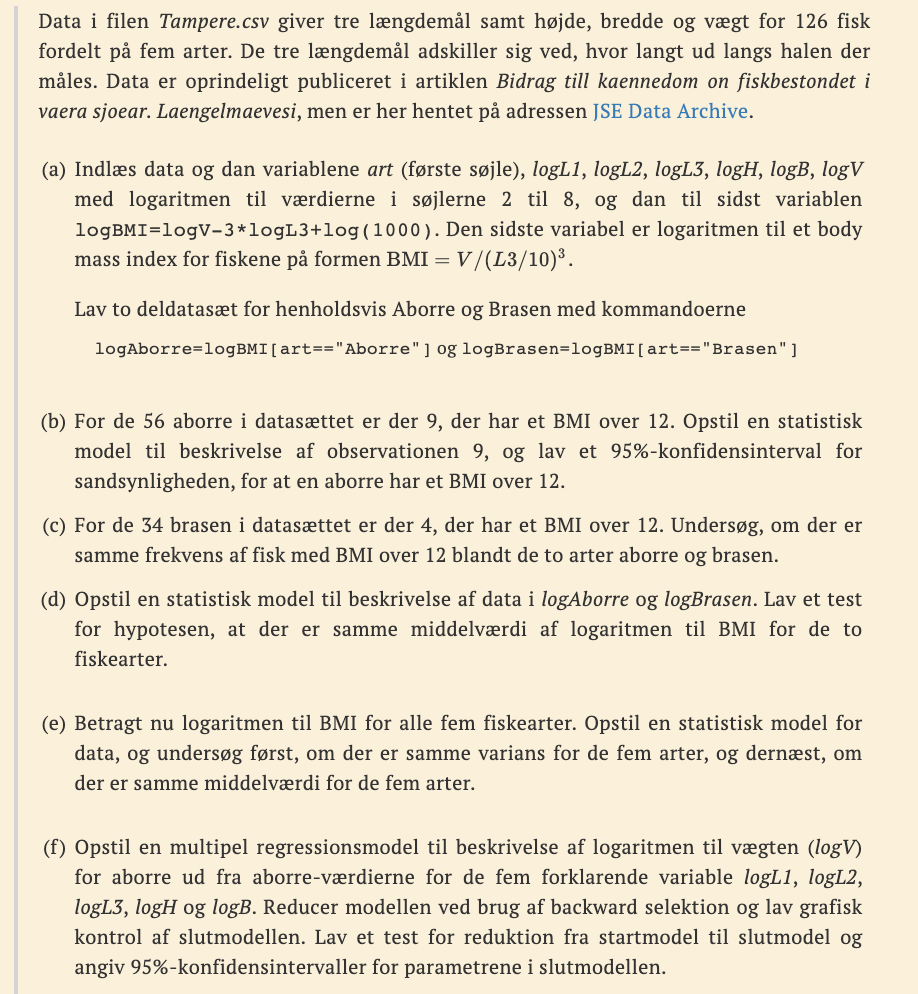 Data i filen Tampere.csv giver tre længdemål samt højde, bredde og vægt for 126 fisk
fordelt på fem arter. De tre længdemål adskiller sig ved, hvor langt ud langs halen der
måles. Data er oprindeligt publiceret i artiklen Bidrag till kaennedom on fiskbestondet i
vaera sjoear. Laengelmaevesi, men er her hentet på adressen JSE Data Archive.
(a) Indlæs data og dan variablene art (første søjle), logL1, logL2, logL3, logH, logB, logV
med logaritmen til værdierne i søjlerne 2 til 8, og dan til sidst variablen
logBMI=logV-3*logL3+log(1000). Den sidste variabel er logaritmen til et body
mass index for fiskene på formen BMI = V/(L3/10)³.
Lav to deldatasæt for henholdsvis Aborre og Brasen med kommandoerne
logAborre=logBMI[art=="Aborre"] og logBrasen=logBMI[art=="Brasen"]
(b) For de 56 aborre i datasættet er der 9, der har et BMI over 12. Opstil en statistisk
model til beskrivelse af observationen 9, og lav et 95%-konfidensinterval for
sandsynligheden, for at en aborre har et BMI over 12.
(c) For de 34 brasen i datasættet er der 4, der har et BMI over 12. Undersøg, om der er
samme frekvens af fisk med BMI over 12 blandt de to arter aborre og brasen.
(d) Opstil en statistisk model til beskrivelse af data i logAborre og logBrasen. Lav et test
for hypotesen, at der er samme middelværdi af logaritmen til BMI for de to
fiskearter.
(e) Betragt nu logaritmen til BMI for alle fem fiskearter. Opstil en statistisk model for
data, og undersøg først, om der er samme varians for de fem arter, og dernæst, om
der er samme middelværdi for de fem arter.
(f) Opstil en multipel regressionsmodel til beskrivelse af logaritmen til vægten (logV)
for aborre ud fra aborre-værdierne for de fem forklarende variable logL1, logL2,
logL3, logH og logB. Reducer modellen ved brug af backward selektion og lav grafisk
kontrol af slutmodellen. Lav et test for reduktion fra startmodel til slutmodel og
angiv 95%-konfidensintervaller for parametrene i slutmodellen.